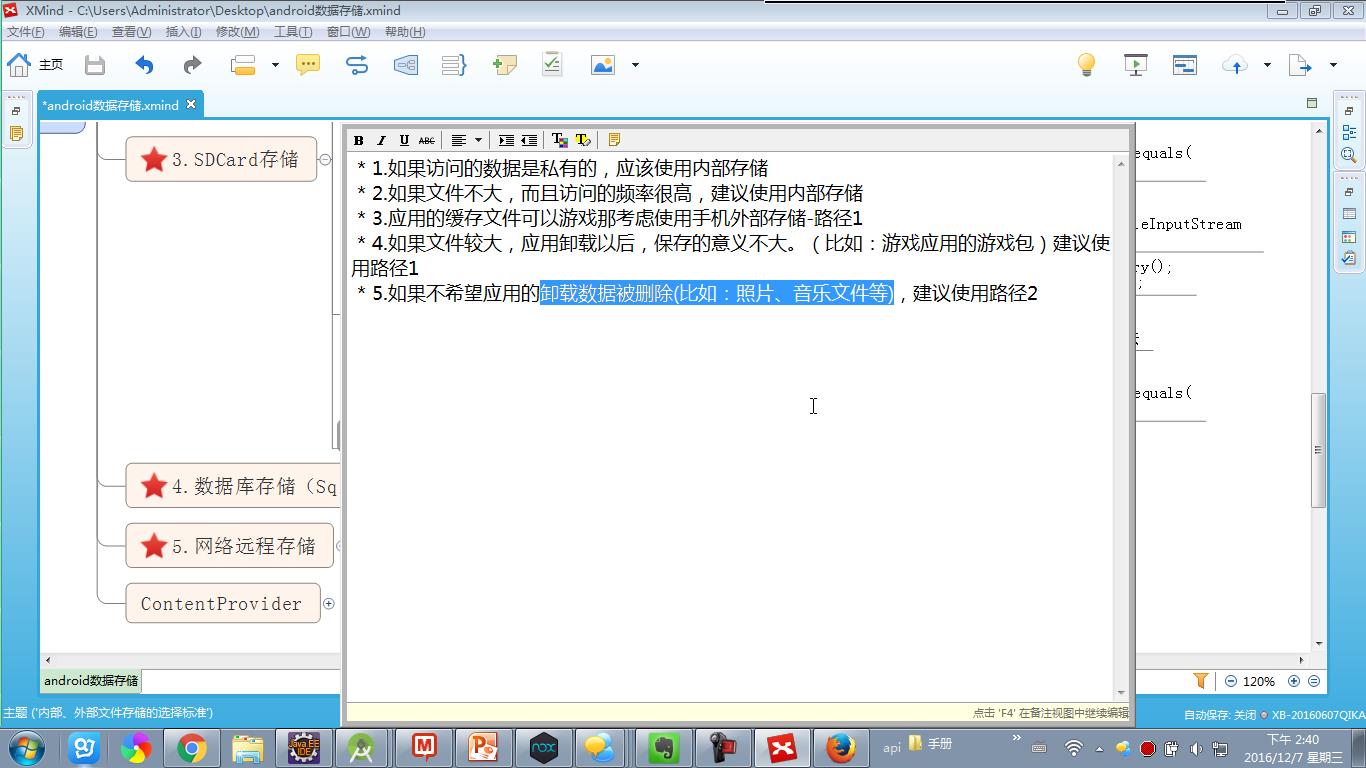 XMind - C:\Users\Administrator\Desktop\android数据存储.xmind
文件(F) 编辑(E) 查看(V) 插入(I) 修改(M) 工具(T) 窗口(W) 帮助(H)
主页
*android数据存储.xmind
3.SDCard存储
B I U ABC
* 1.如果访问的数据是私有的，应该使用内部存储
* 2.如果文件不大，而且访问的频率很高，建议使用内部存储
* 3.应用的缓存文件可以游戏那考虑使用手机外部存储-路径1
* 4.如果文件较大，应用卸载以后，保存的意义不大。（比如：游戏应用的游戏包）建议使
用路径1
* 5.如果不希望应用的卸载数据被删除(比如：照片、音乐文件等)，建议使用路径2
equals(
leInputStream
ry();
;
equals(
4.数据库存储（Sq
5.网络远程存储
ContentProvider
android数据存储
120%
点击 'F4' 在备注视图中继续编辑
主题 ('内部、外部文件存储的选择标准')
自动保存: 关闭
XB-20160607QIKA
Java EE
IDE
nox
api
手册
下午 2:40
2016/12/7 星期三